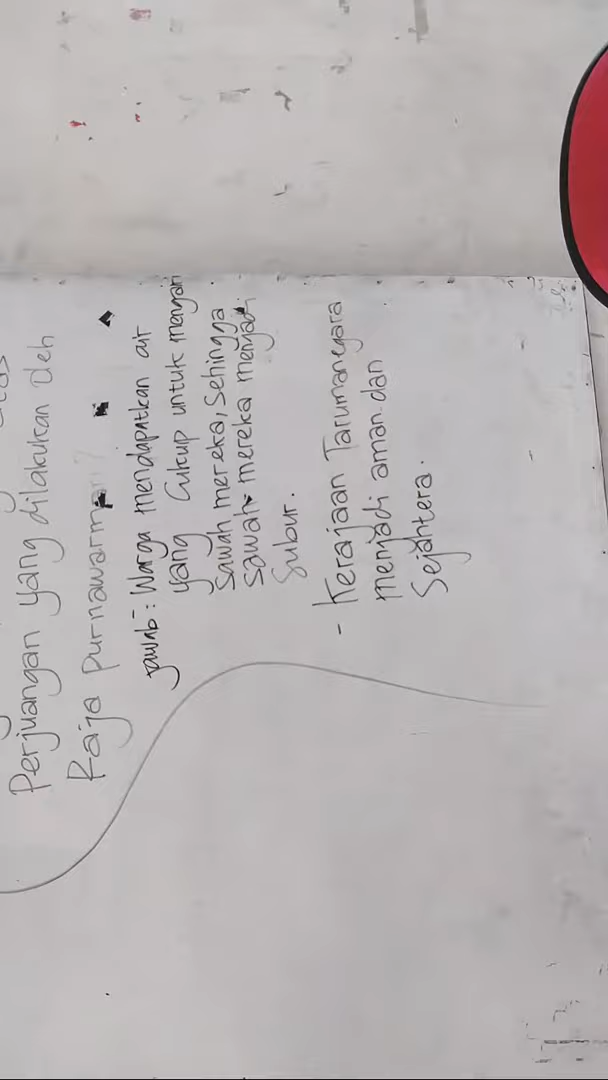 Perjuangan yang dilakukan Oleh
Raja Purnawarman?
jawab: - Warga mendapatkan air
yang Cukup untuk mengairi
Sawah mereka, Sehingga
Sawah mereka menjadi
Subur.
- Kerajaan Tarumanegara
menjadi aman dan
Sejahtera.